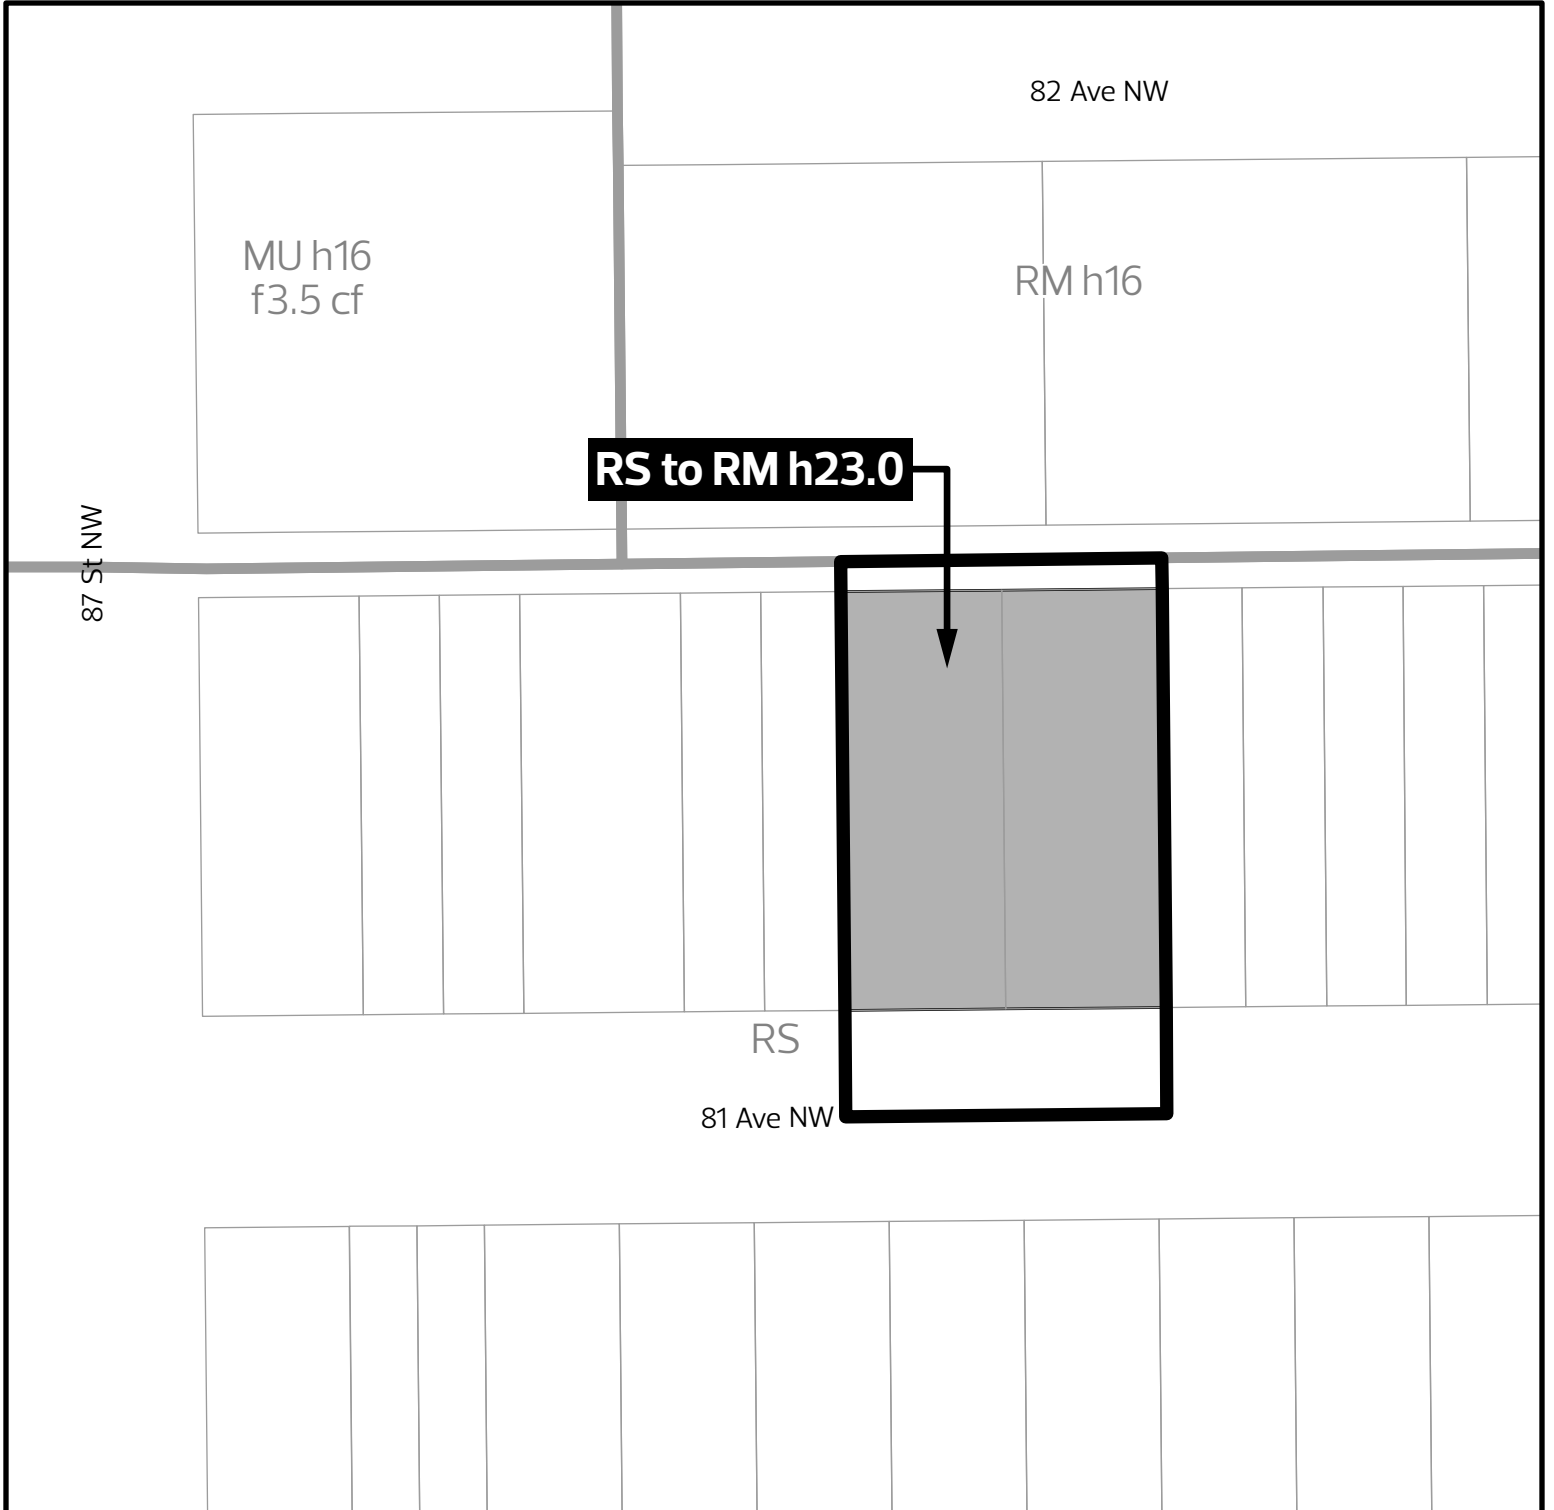 82 Ave NW
MU h16
f3.5 cf
RM h16
RS to RM h23.0
87 St NW
RS
81 Ave NW